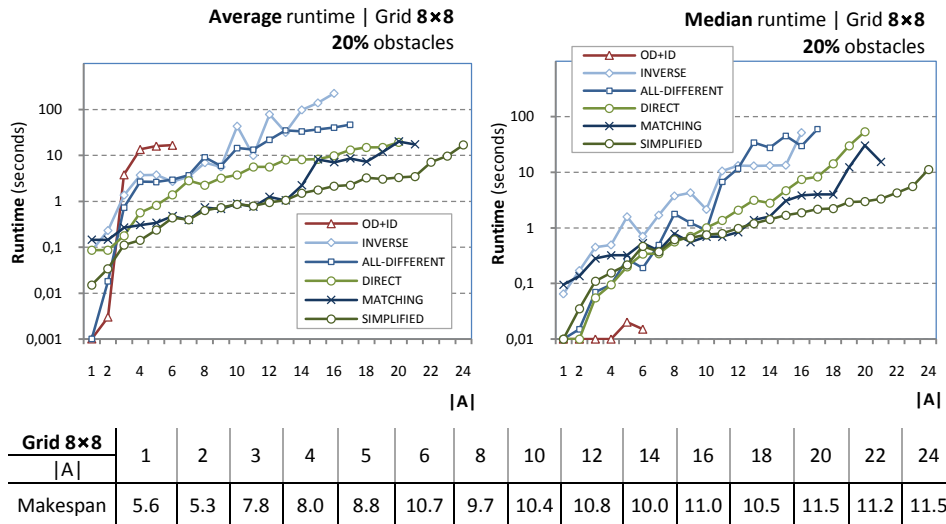 Average runtime | Grid 8×8
20% obstacles
Runtime (seconds)
100
10
1
0,1
0,01
0,001
OD+ID
INVERSE
ALL-DIFFERENT
DIRECT
MATCHING
SIMPLIFIED
1 2 4 6 8 10 12 14 16 18 20 22 24
|A|
Median runtime | Grid 8×8
20% obstacles
Runtime (seconds)
OD+ID
INVERSE
ALL-DIFFERENT
DIRECT
MATCHING
SIMPLIFIED
100
10
1
0,1
0,01
1 2 4 6 8 10 12 14 16 18 20 22 24
|A|
Grid 8×8
|A| 1 2 3 4 5 6 8 10 12 14 16 18 20 22 24
Makespan 5.6 5.3 7.8 8.0 8.8 10.7 9.7 10.4 10.8 10.0 11.0 10.5 11.5 11.2 11.5